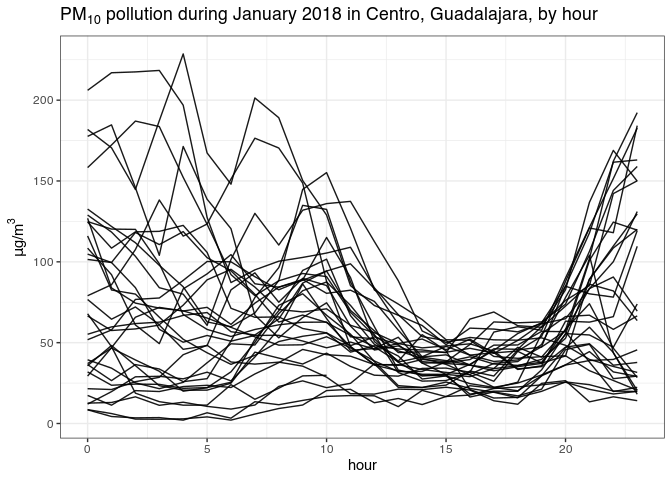 PM₁₀ pollution during January 2018 in Centro, Guadalajara, by hour
200
150
100
50
0
µg/m³
0 5 10 15 20
hour